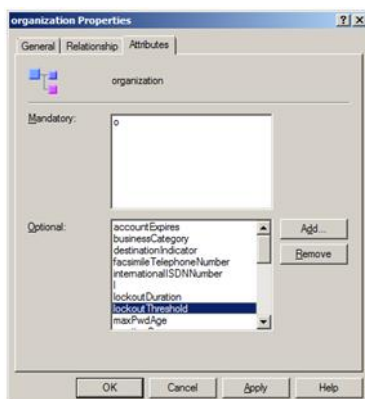 organization Properties
General Relationship Attributes
organization
Mandatory:
o
Optional:
accountExpires
businessCategory
destinationIndicator
facsimileTelephoneNumber
internationalISDNNumber
l
lockoutDuration
lockoutThreshold
maxPwdAge
Add...
Remove
OK Cancel Apply Help